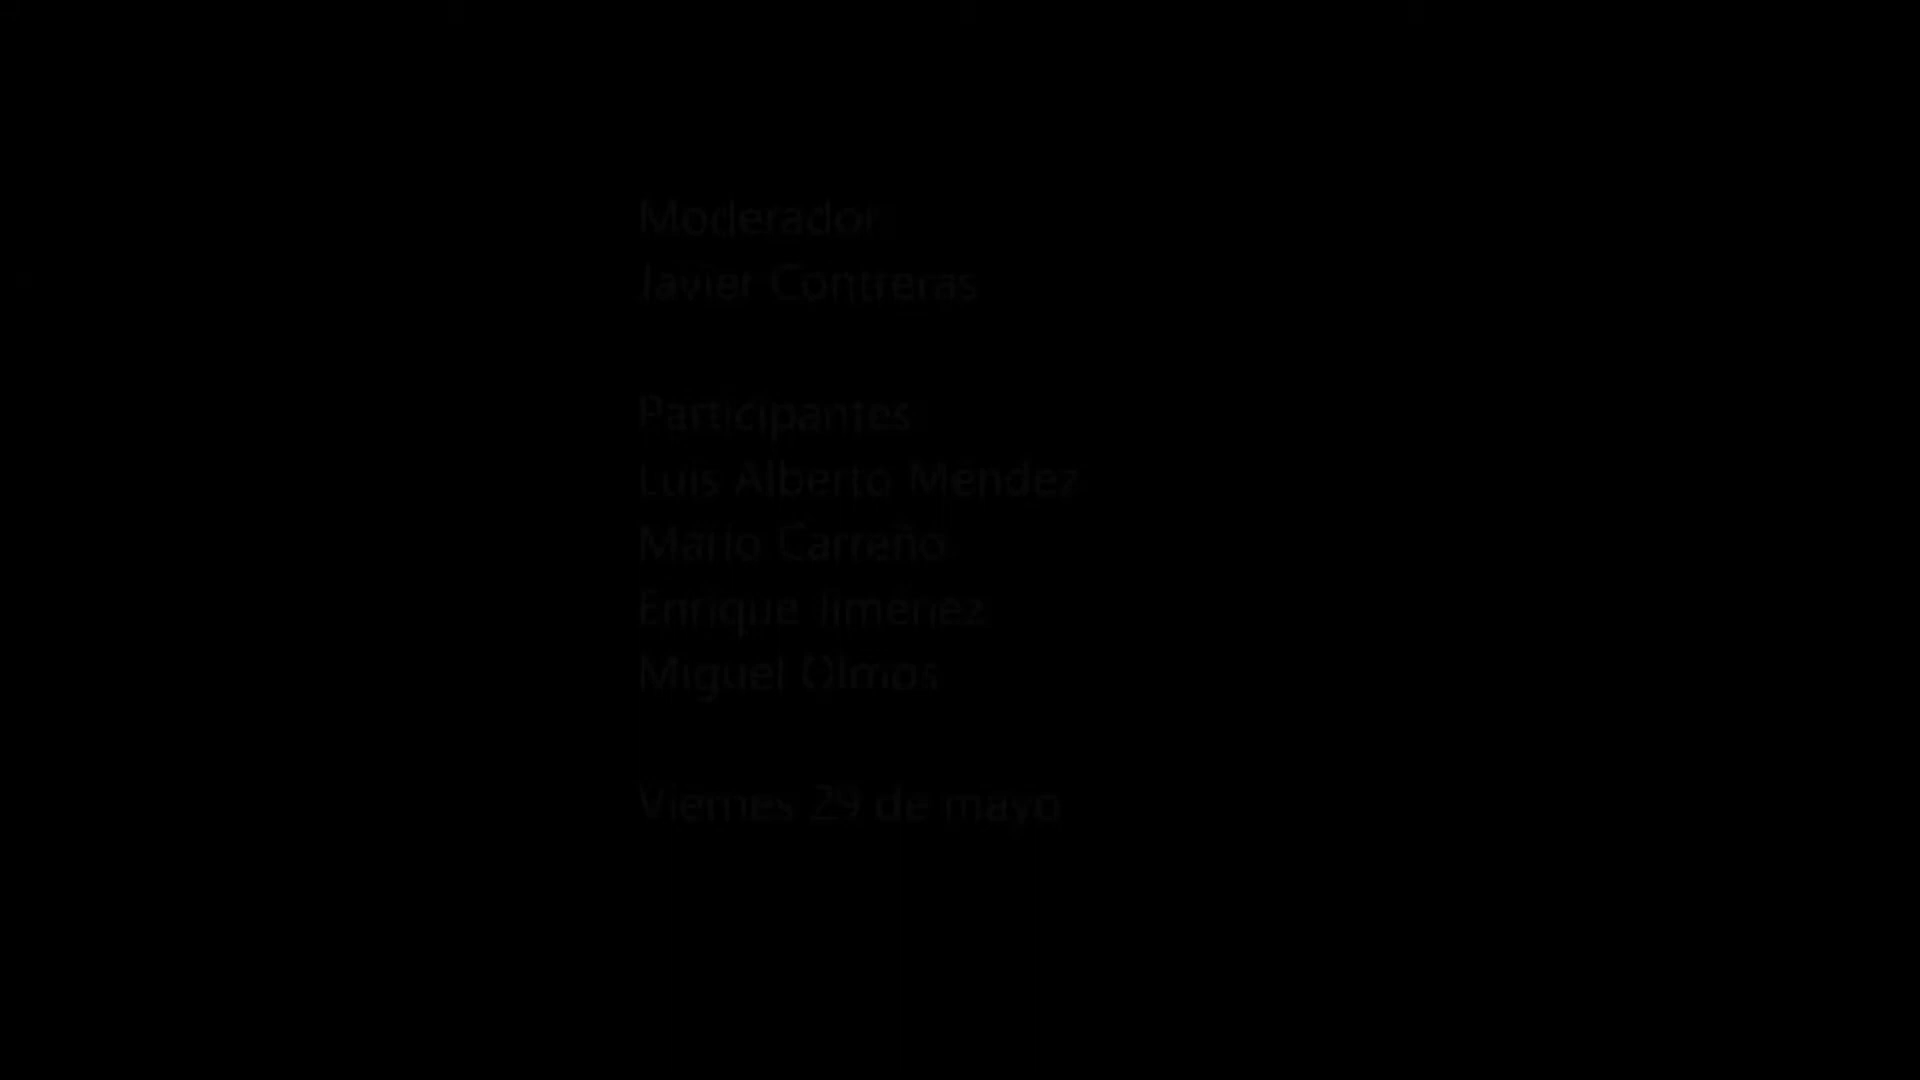 Moderador
Javier Contreras
Participantes
Luis Alberto Mendez
Mario Carreño
Enrique Jiménez
Miguel Olmos
Viernes 29 de mayo